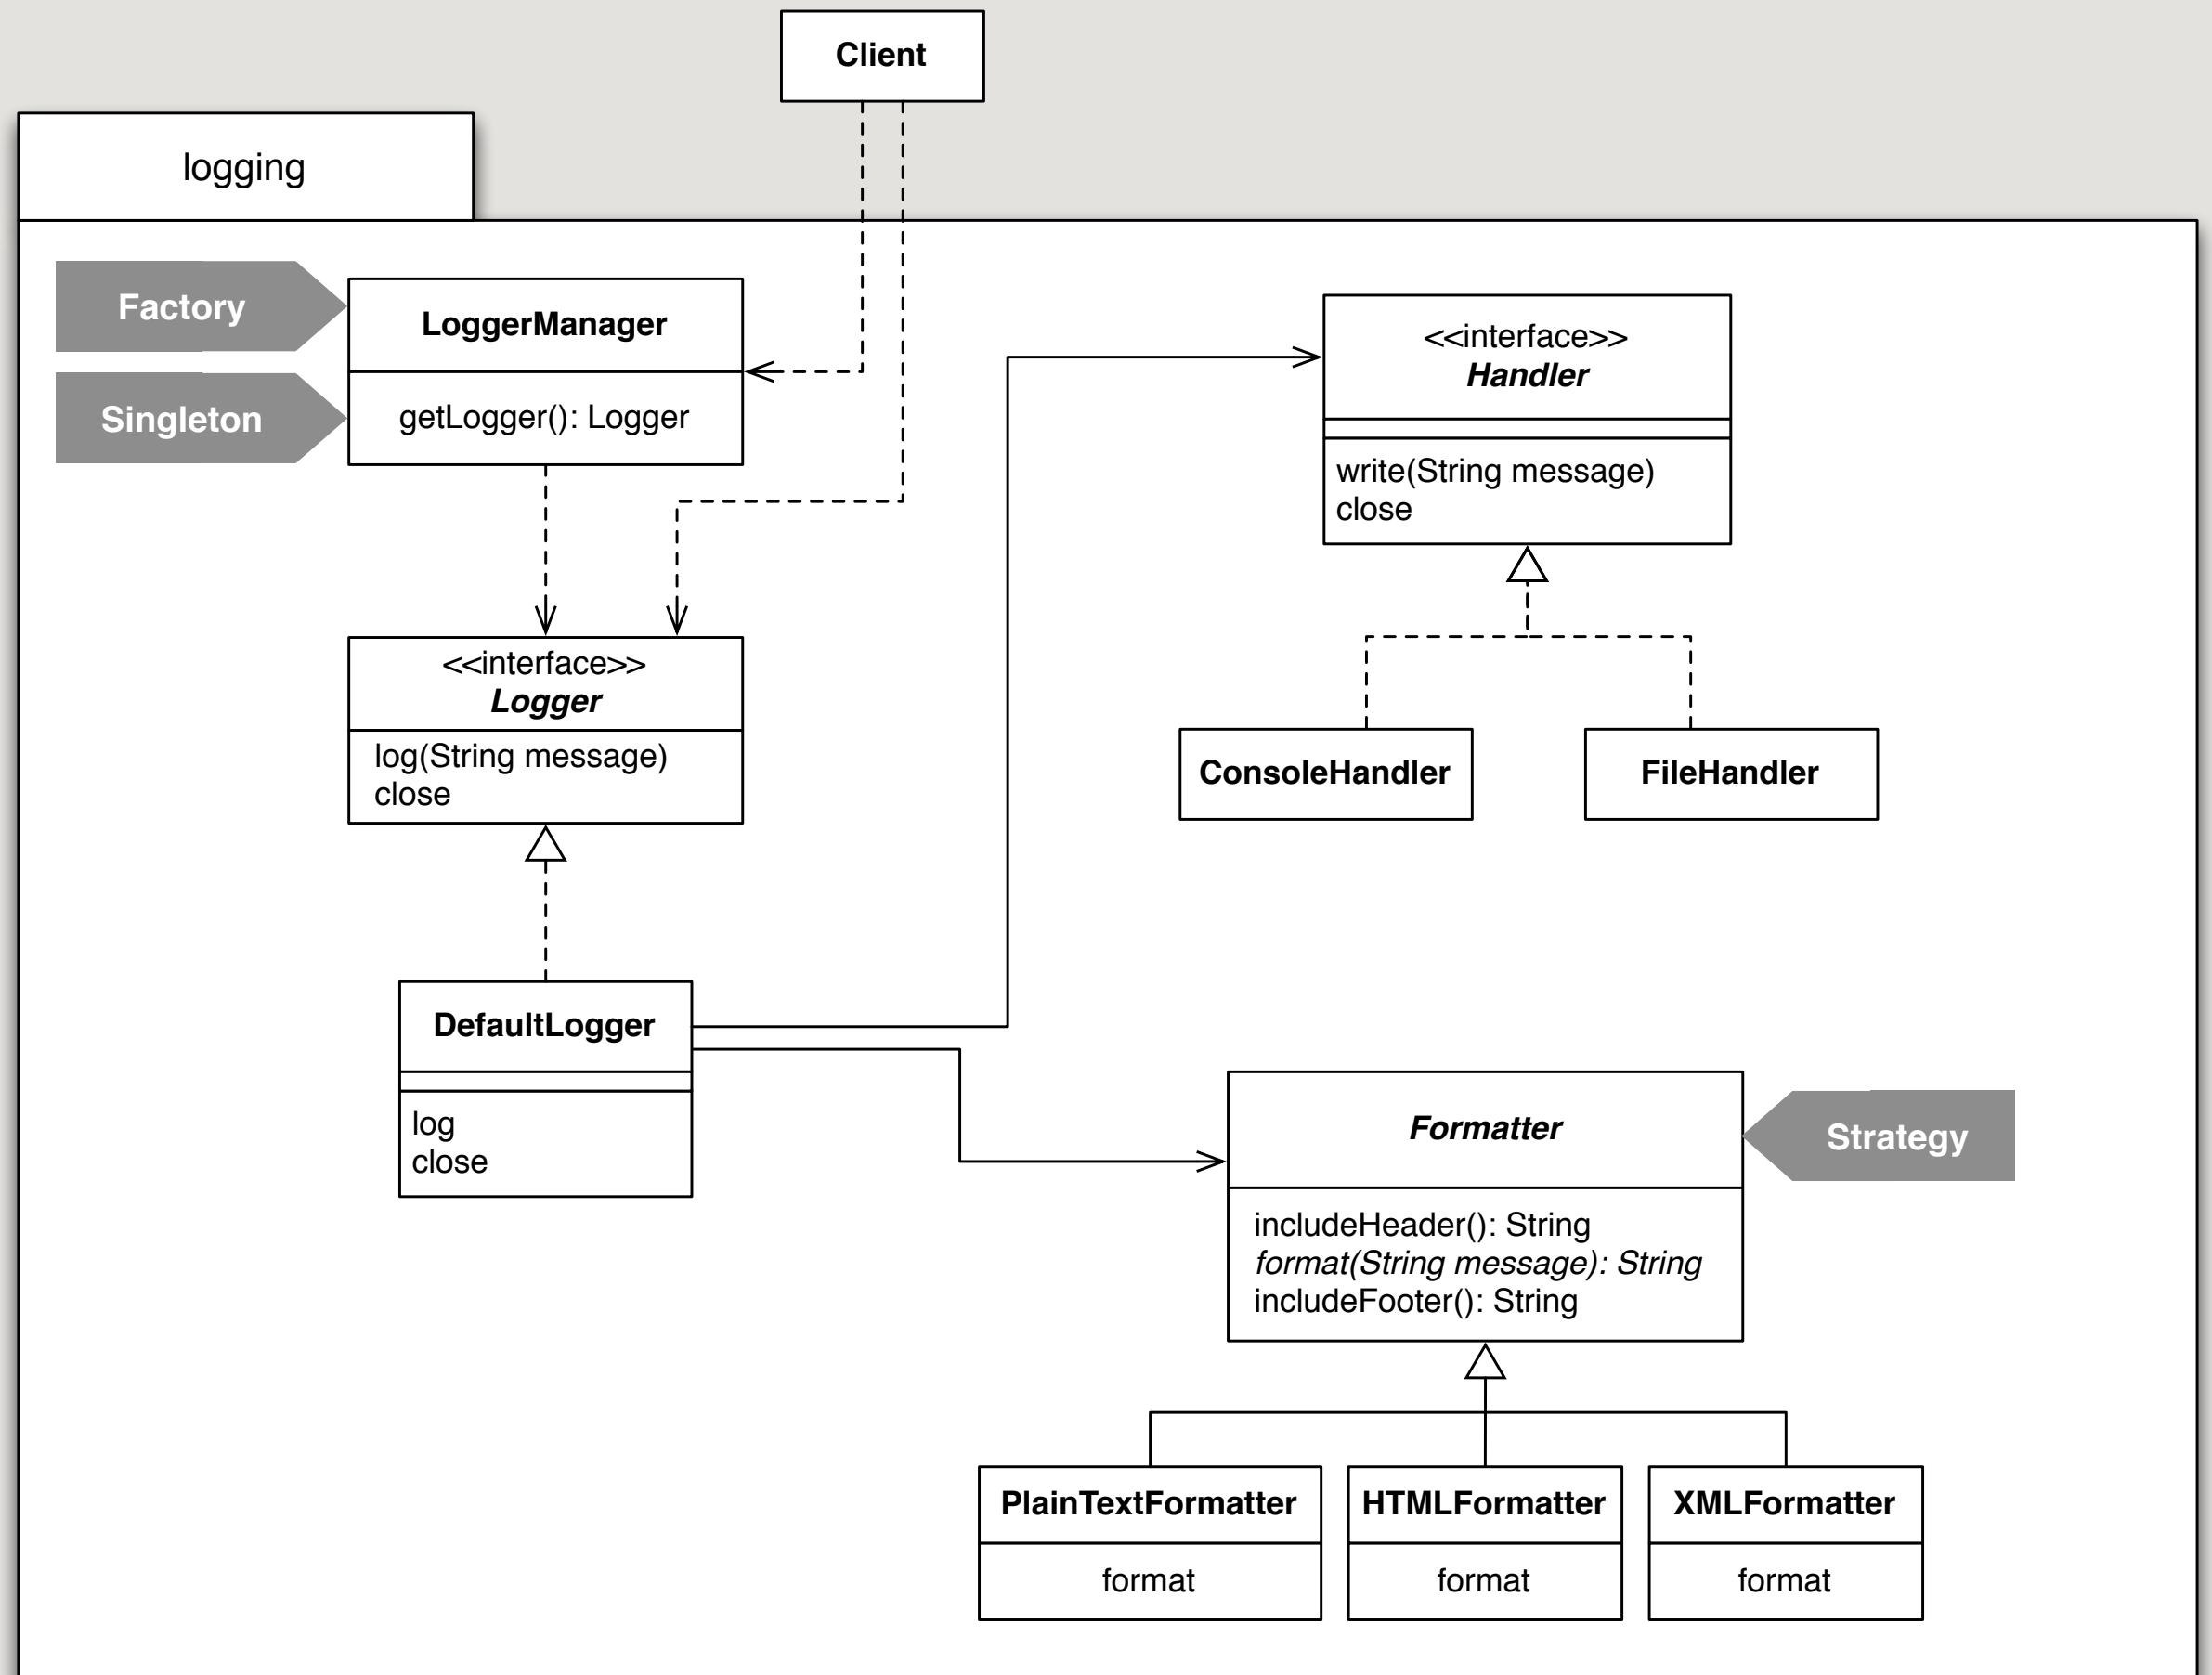 Client
logging
Factory
Singleton
LoggerManager
getLogger(): Logger
<<interface>>
Handler
write(String message)
close
<<interface>>
Logger
log(String message)
close
ConsoleHandler
FileHandler
DefaultLogger
log
close
Formatter
Strategy
includeHeader(): String
format(String message): String
includeFooter(): String
PlainTextFormatter
format
HTMLFormatter
format
XMLFormatter
format